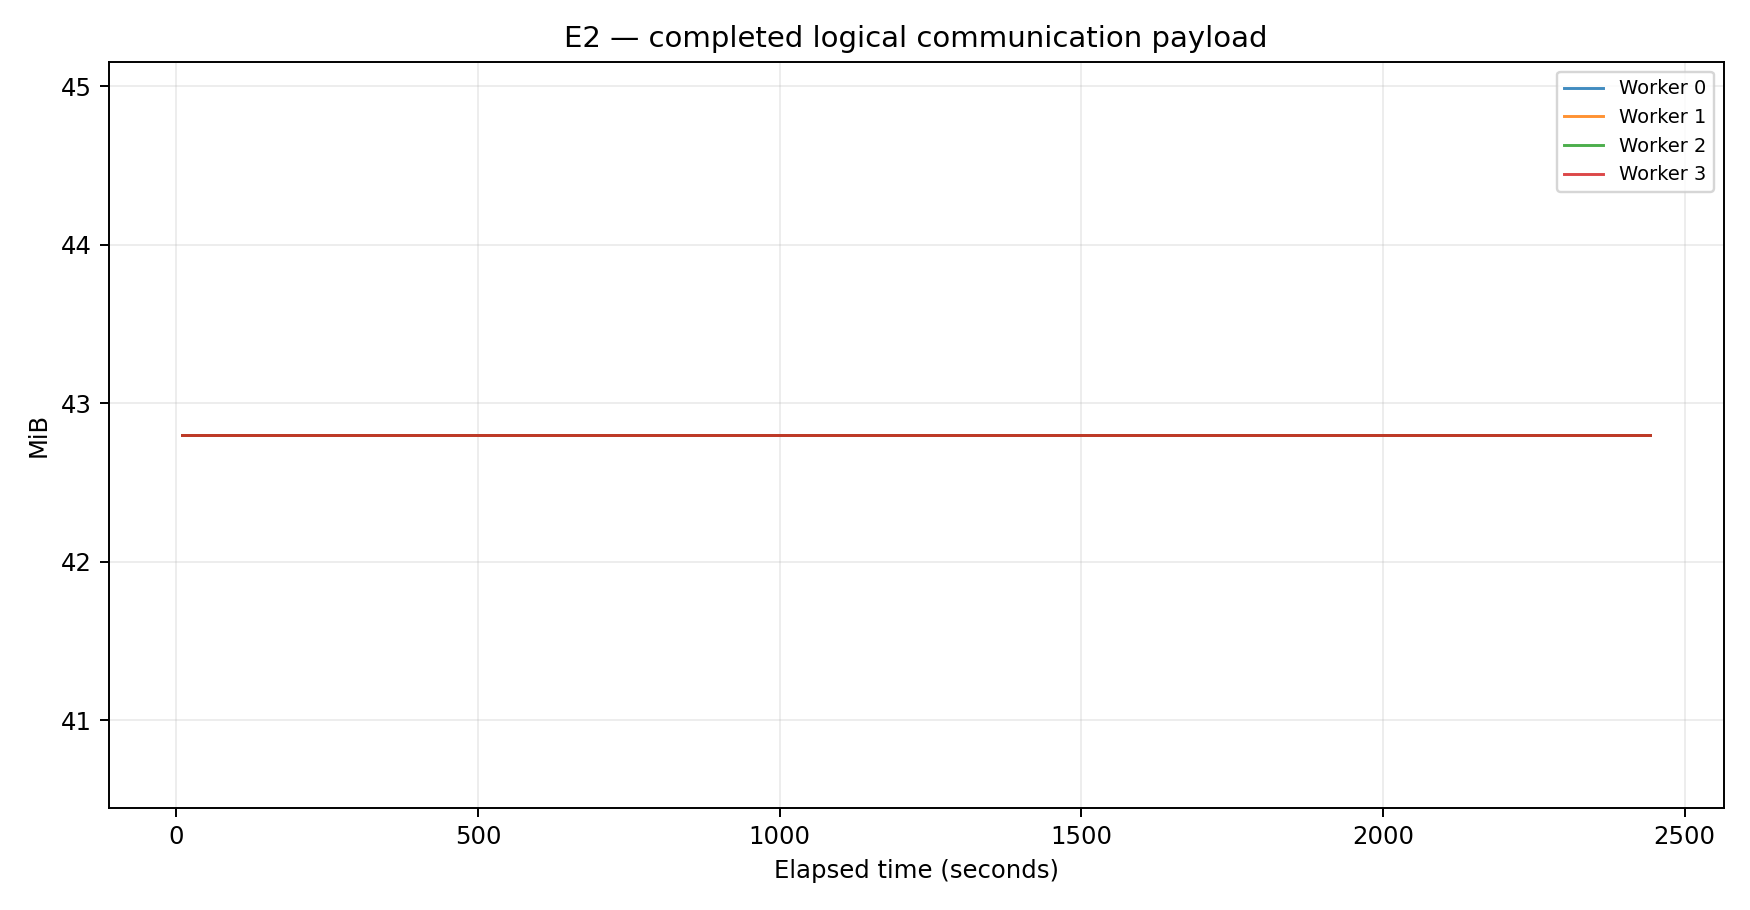 E2 — completed logical communication payload
45
44
43
42
41
MiB
Worker 0
Worker 1
Worker 2
Worker 3
0 500 1000 1500 2000 2500
Elapsed time (seconds)